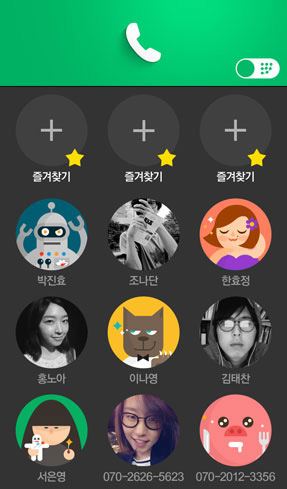 즐겨찾기 즐겨찾기 즐겨찾기
박진효 조나단 한효정
홍노아 이나영 김태찬
서은영 070-2626-5623 070-2012-3356